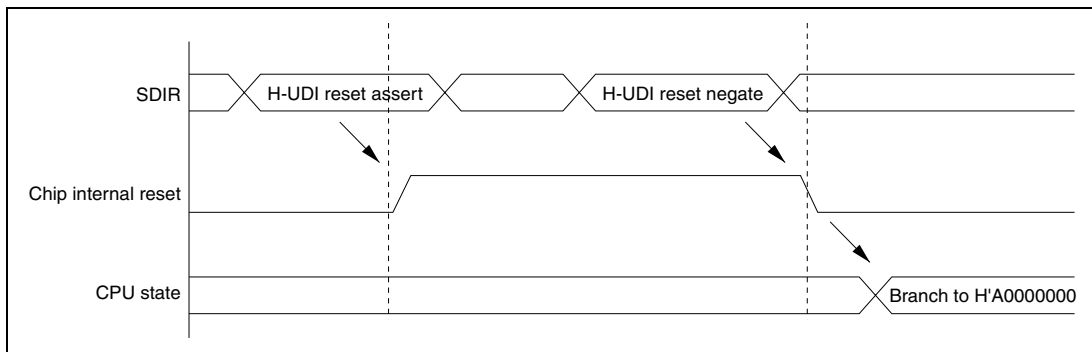 SDIR
H-UDI reset assert
H-UDI reset negate
Chip internal reset
CPU state
Branch to H'A0000000